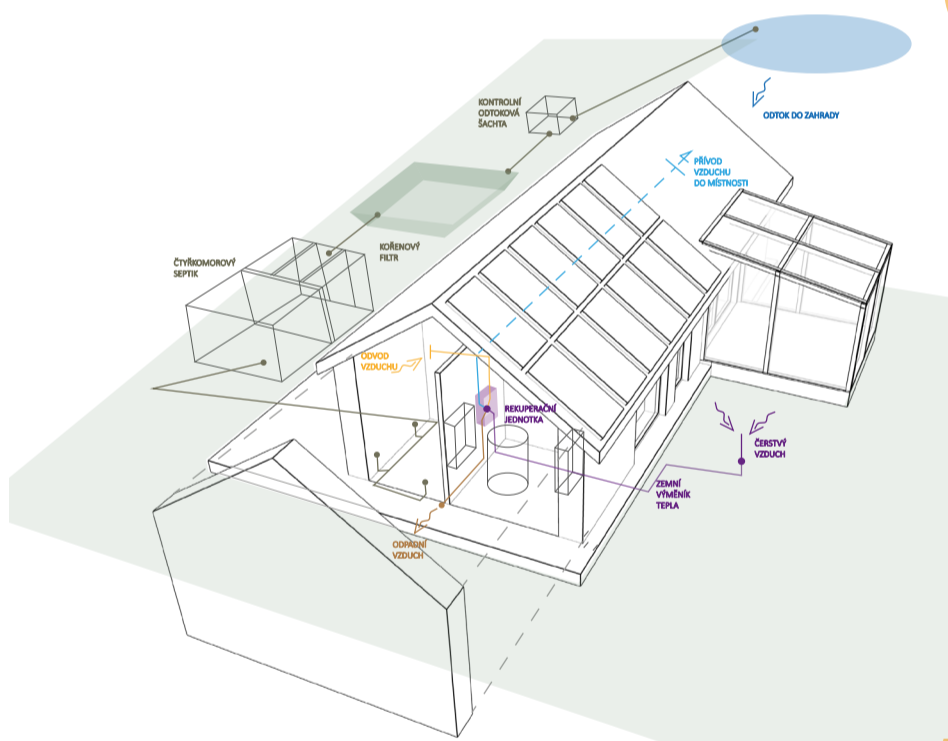 KONTROLNÍ
ODTOKOVÁ
ŠACHTA
ODTOK DO ZAHRADY
PŘÍVOD
VZDUCHU
DO MÍSTNOSTI
KOŘENOVÝ
FILTR
ČTYŘKOMOROVÝ
SEPTIK
ODVOD
VZDUCHU
REKUPERAČNÍ
JEDNOTKA
ČERSTVÝ
VZDUCH
ZEMNÍ
VÝMĚNÍK
TEPLA
ODPADNÍ
VZDUCH